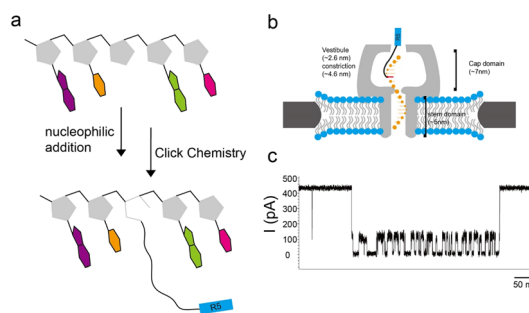 a
nucleophilic
addition
Click Chemistry
R5
b
R5
Vestibule
(~2.6 nm)
constriction
(~4.6 nm)
Cap domain
(~7nm)
stem domain
(~5nm)
c
I (pA)
500
400
300
200
100
0
50 m